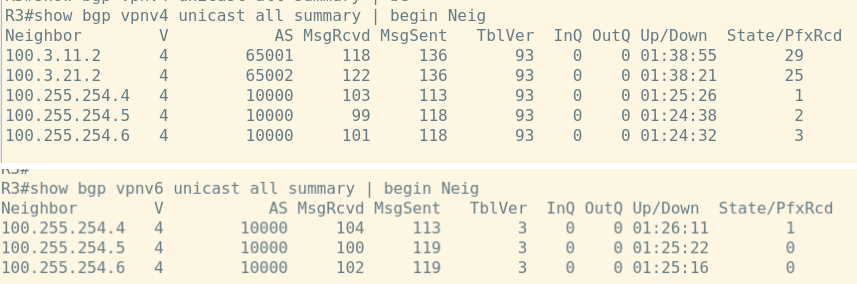 R3#show bgp vpnv4 unicast all summary | begin Neig
Neighbor        V           AS MsgRcvd MsgSent   TblVer  InQ OutQ Up/Down  State/PfxRcd
100.3.11.2      4        65001     118     136       93    0    0 01:38:55       29
100.3.21.2      4        65002     122     136       93    0    0 01:38:21       25
100.255.254.4   4        10000     103     113       93    0    0 01:25:26        1
100.255.254.5   4        10000      99     118       93    0    0 01:24:38        2
100.255.254.6   4        10000     101     118       93    0    0 01:24:32        3
R3#
R3#show bgp vpnv6 unicast all summary | begin Neig
Neighbor        V           AS MsgRcvd MsgSent   TblVer  InQ OutQ Up/Down  State/PfxRcd
100.255.254.4   4        10000     104     113        3    0    0 01:26:11        1
100.255.254.5   4        10000     100     119        3    0    0 01:25:22        0
100.255.254.6   4        10000     102     119        3    0    0 01:25:16        0